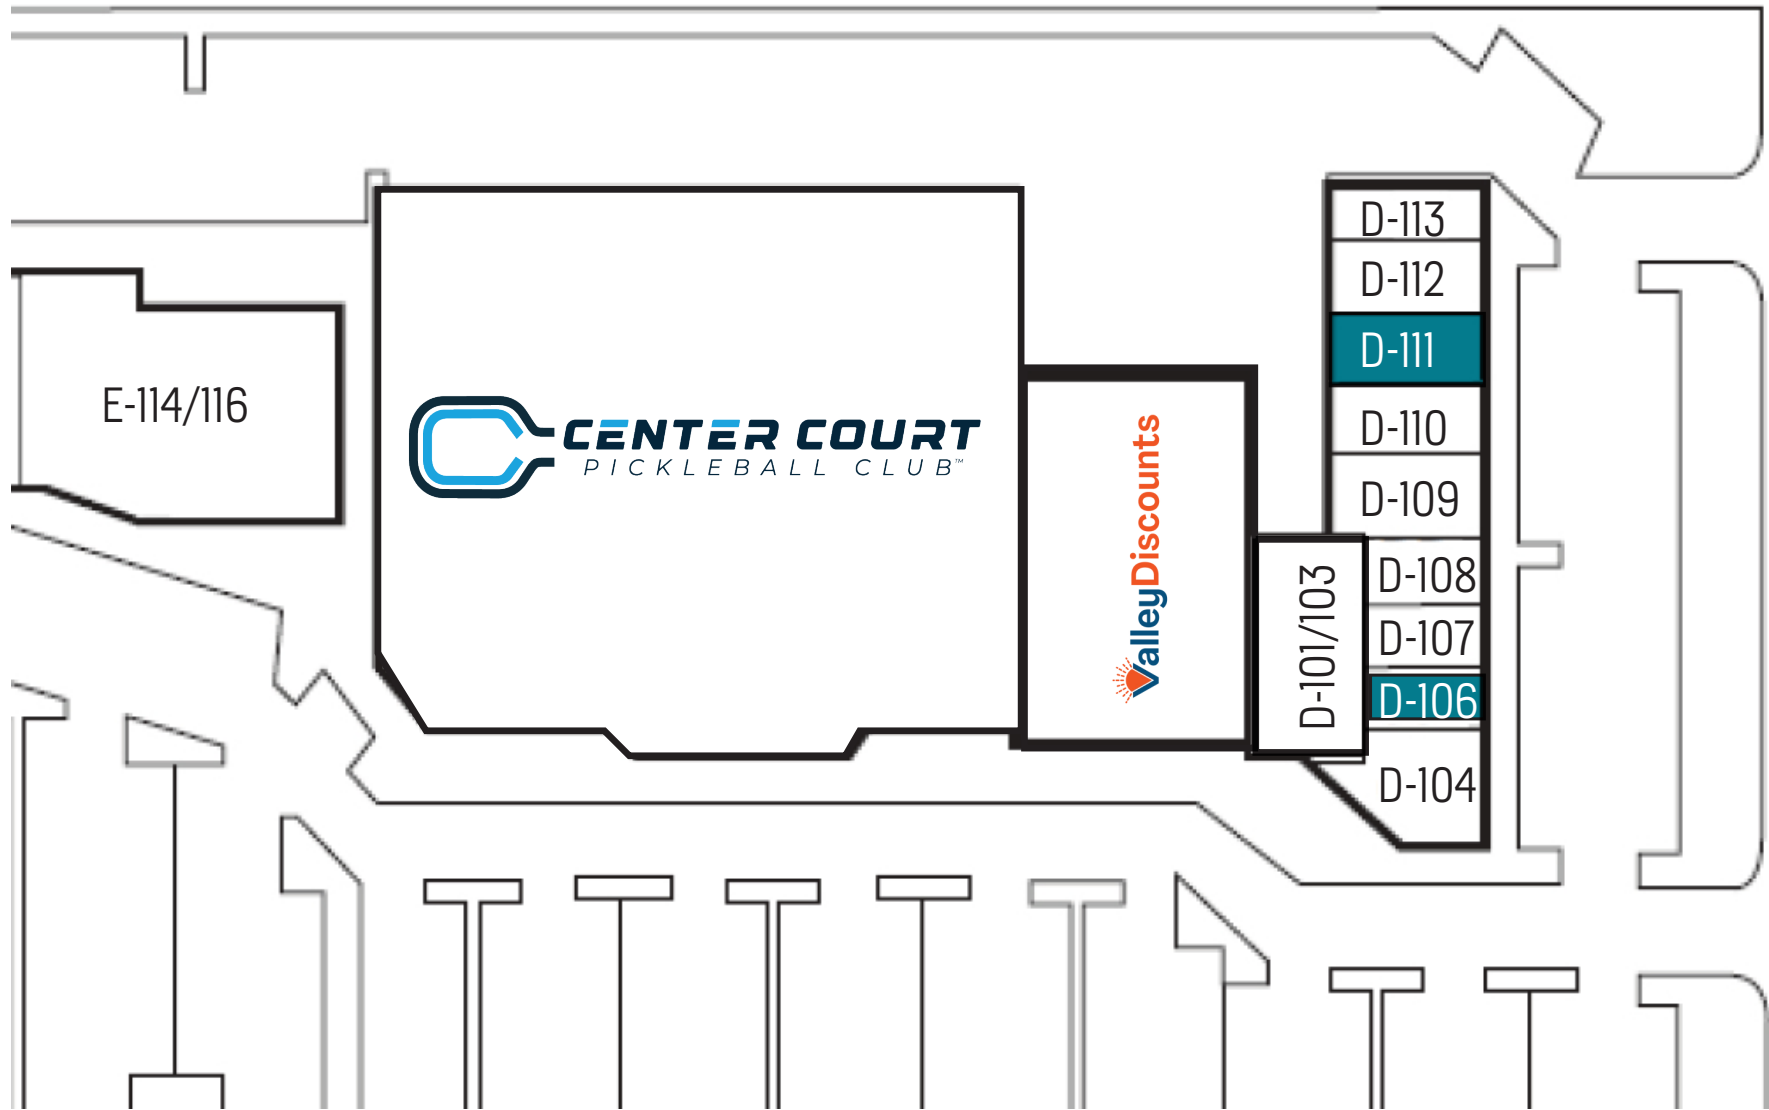 D-113
D-112
D-111
E-114/116
CENTER COURT
PICKLEBALL CLUB™
ValleyDiscounts
D-110
D-109
D-108
D-101/103
D-107
D-106
D-104